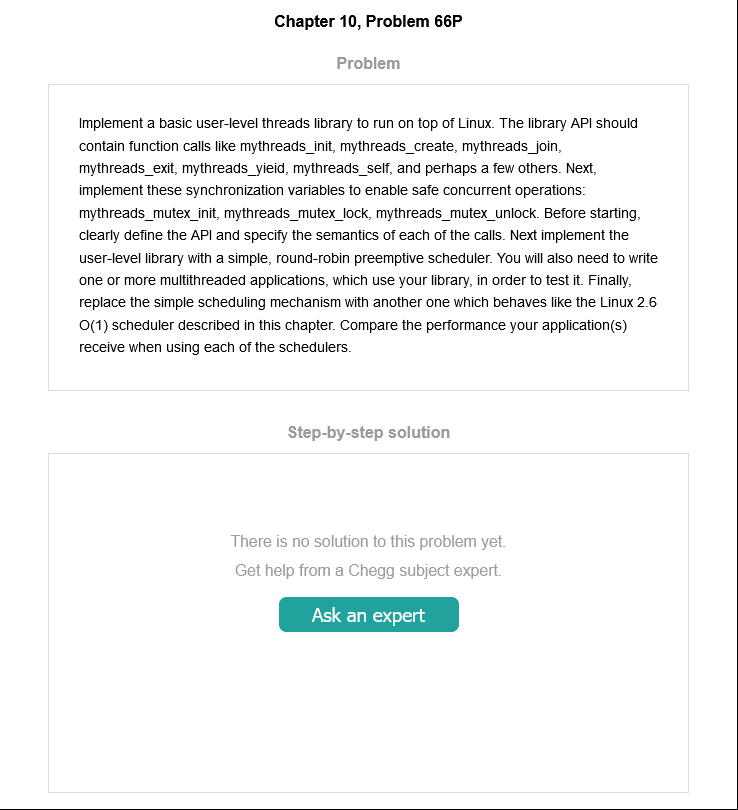 Chapter 10, Problem 66P
Problem
Implement a basic user-level threads library to run on top of Linux. The library API should
contain function calls like mythreads_init, mythreads_create, mythreads_join,
mythreads_exit, mythreads_yieid, mythreads_self, and perhaps a few others. Next,
implement these synchronization variables to enable safe concurrent operations:
mythreads_mutex_init, mythreads_mutex_lock, mythreads_mutex_unlock. Before starting,
clearly define the API and specify the semantics of each of the calls. Next implement the
user-level library with a simple, round-robin preemptive scheduler. You will also need to write
one or more multithreaded applications, which use your library, in order to test it. Finally,
replace the simple scheduling mechanism with another one which behaves like the Linux 2.6
O(1) scheduler described in this chapter. Compare the performance your application(s)
receive when using each of the schedulers.
Step-by-step solution
There is no solution to this problem yet.
Get help from a Chegg subject expert.
Ask an expert